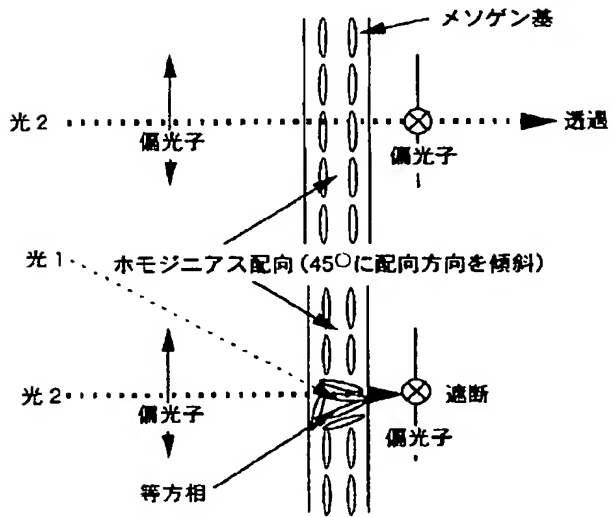 メソゲン基
光2
偏光子
偏光子
透過
光1
ホモジニアス配向(45°に配向方向を傾斜)
光2
偏光子
遮断
偏光子
等方相